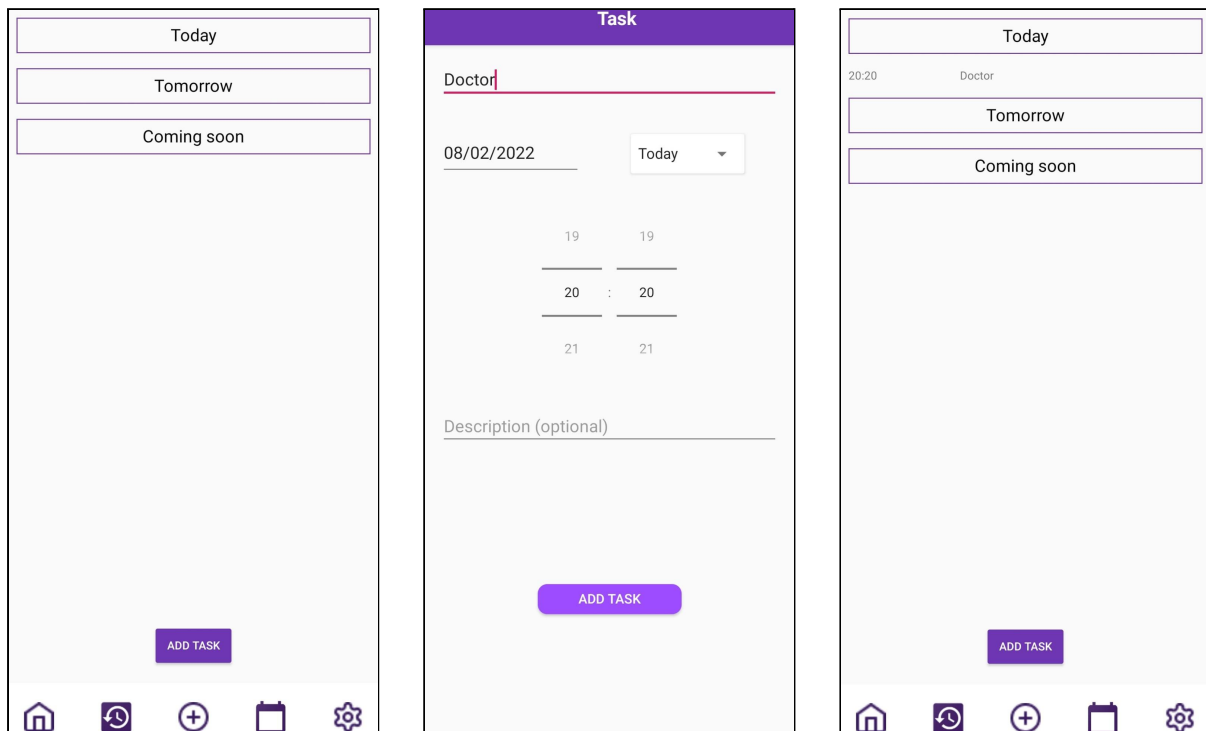 Today
Tomorrow
Coming soon
ADD TASK
Task
Doctor
08/02/2022 Today
19 19
20 : 20
21 21
Description (optional)
ADD TASK
Today
20:20 Doctor
Tomorrow
Coming soon
ADD TASK